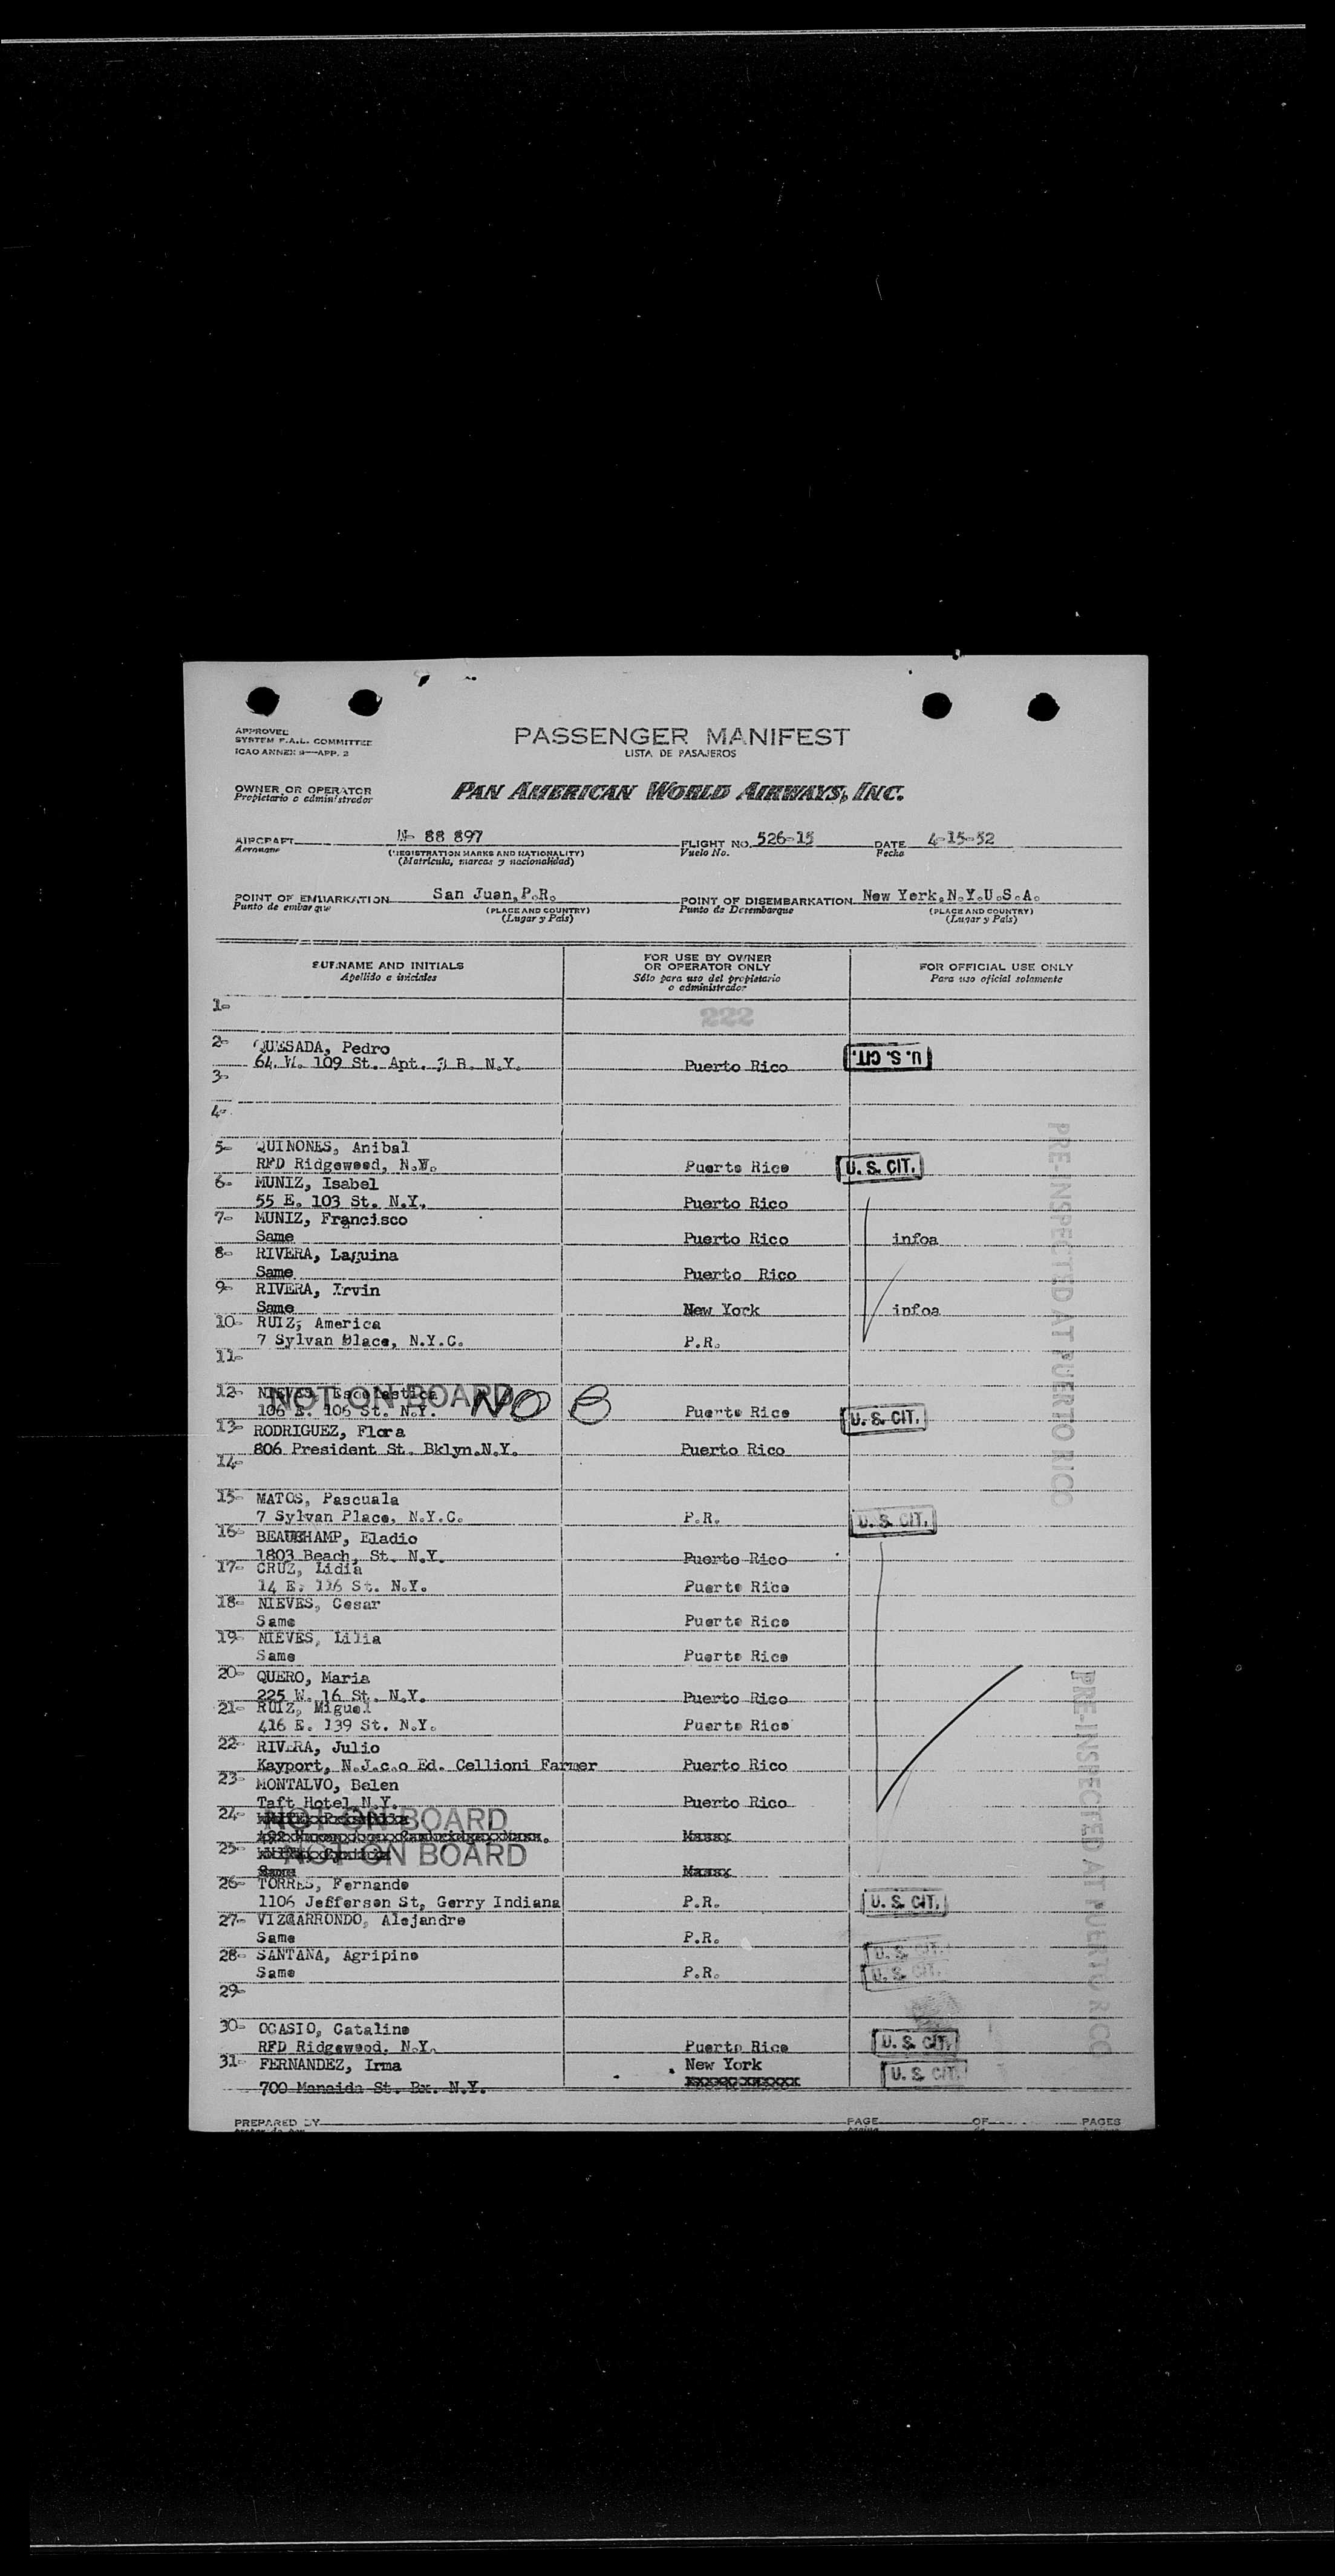 APPROVED
SYSTEM F.A.L. COMMITTEE
ICAO ANNEX 9—APP. 2
PASSENGER MANIFEST
LISTA DE PASAJEROS
OWNER OR OPERATOR
Propietario o administrador
PAN AMERICAN WORLD AIRWAYS, INC.
AIRCRAFT N- 88 897 FLIGHT NO. 526-15 DATE 4-15-52
Aeronave (REGISTRATION MARKS AND NATIONALITY) Vuelo No. Fecha
(Matrícula, marcas y nacionalidad)
POINT OF EMBARKATION San Juan, P.R. POINT OF DISEMBARKATION New York, N.Y.U.S.A.
Punto de embarque (PLACE AND COUNTRY) Punto de Desembarque (PLACE AND COUNTRY)
(Lugar y País) (Lugar y País)
SURNAME AND INITIALS FOR USE BY OWNER OR OPERATOR ONLY FOR OFFICIAL USE ONLY
Apellido e iniciales Sólo para uso del propietario o administrador Para uso oficial solamente
1-
222
2- QUESADA, Pedro
64 W. 109 St. Apt. 3 B. N.Y. Puerto Rico U. S. CIT.
3-
4-
5- QUINONES, Anibal
RFD Ridgewood, N.Y. Puerto Rico U. S. CIT.
6- MUNIZ, Isabel
55 E. 103 St. N.Y. Puerto Rico
7- MUNIZ, Francisco
Same Puerto Rico infoa
8- RIVERA, Laguina
Same Puerto Rico
9- RIVERA, Irvin
Same New York infoa
10- RUIZ, America
7 Sylvan Place, N.Y.C. P.R.
11-
12- NIEVES, Escolastica NOT ON BOARD NO B
106 E. 106 St. N.Y. Puerto Rico U. S. CIT.
13- RODRIGUEZ, Flora
806 President St. Bklyn.N.Y. Puerto Rico
14-
15- MATOS, Pascuala
7 Sylvan Place, N.Y.C. P.R. U. S. CIT.
16- BEAUCHAMP, Eladio
1803 Beach, St. N.Y. Puerto Rico
17- CRUZ, Lidia
14 E. 116 St. N.Y. Puerto Rico
18- NIEVES, Cesar
Same Puerto Rico
19- NIEVES, Lilia
Same Puerto Rico
20- QUERO, Maria
225 W. 16 St. N.Y. Puerto Rico
21- RUIZ, Miguel
416 E. 139 St. N.Y. Puerto Rico
22- RIVERA, Julio
Kayport, N.J.c.o Ed. Cellioni Farmer Puerto Rico
23- MONTALVO, Belen
Taft Hotel N.Y. Puerto Rico
24- NOT ON BOARD
25- NOT ON BOARD
Same
26- TORRES, Fernando
1106 Jefferson St, Gerry Indiana P.R. U. S. CIT.
27- VIZCARRONDO, Alejandro
Same P.R. U. S. CIT.
28- SANTANA, Agripino
Same P.R. U. S. CIT.
29-
30- OCASIO, Catalino
RFD Ridgewood, N.Y. Puerto Rico U. S. CIT.
31- FERNANDEZ, Irma New York
700 Manaida St. Bx. N.Y. U. S. CIT.
PRE-INSPECTED AT PUERTO RICO
PRE-INSPECTED AT PUERTO RICO
PREPARED BY PAGE OF PAGES